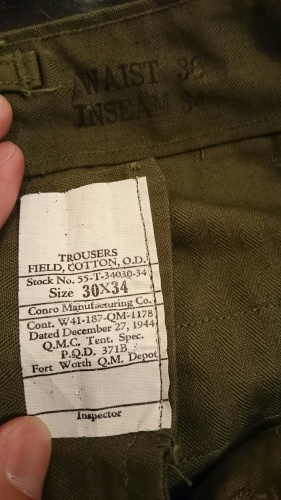 WAIST 30
INSEAM 34
TROUSERS
FIELD, COTTON, O.D.
Stock No. 55-T-34030-34
Size 30X34
Conro Manufacturing Co.
Cont. W41-187-QM-1178
Dated December 27, 1944
Q.M.C. Tent. Spec.
P.Q.D. 371B
Fort Worth Q.M. Depot
Inspector